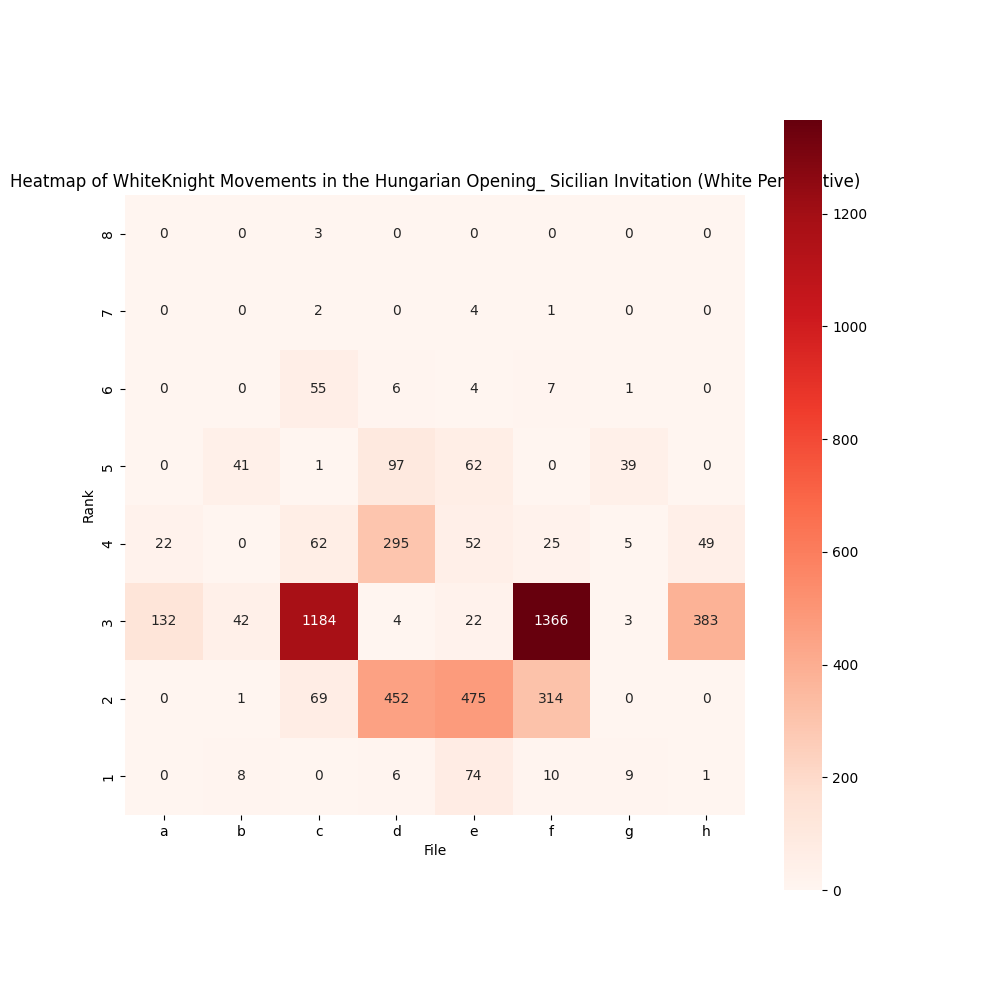 Heatmap of WhiteKnight Movements in the Hungarian Opening_ Sicilian Invitation (White Per tive)
8 0 0 3 0 0 0 0 0
7 0 0 2 0 4 1 0 0
6 0 0 55 6 4 7 1 0
5 0 41 1 97 62 0 39 0
4 22 0 62 295 52 25 5 49
3 132 42 1184 4 22 1366 3 383
2 0 1 69 452 475 314 0 0
1 0 8 0 6 74 10 9 1
a b c d e f g h
File
Rank
1200
1000
800
600
400
200
0